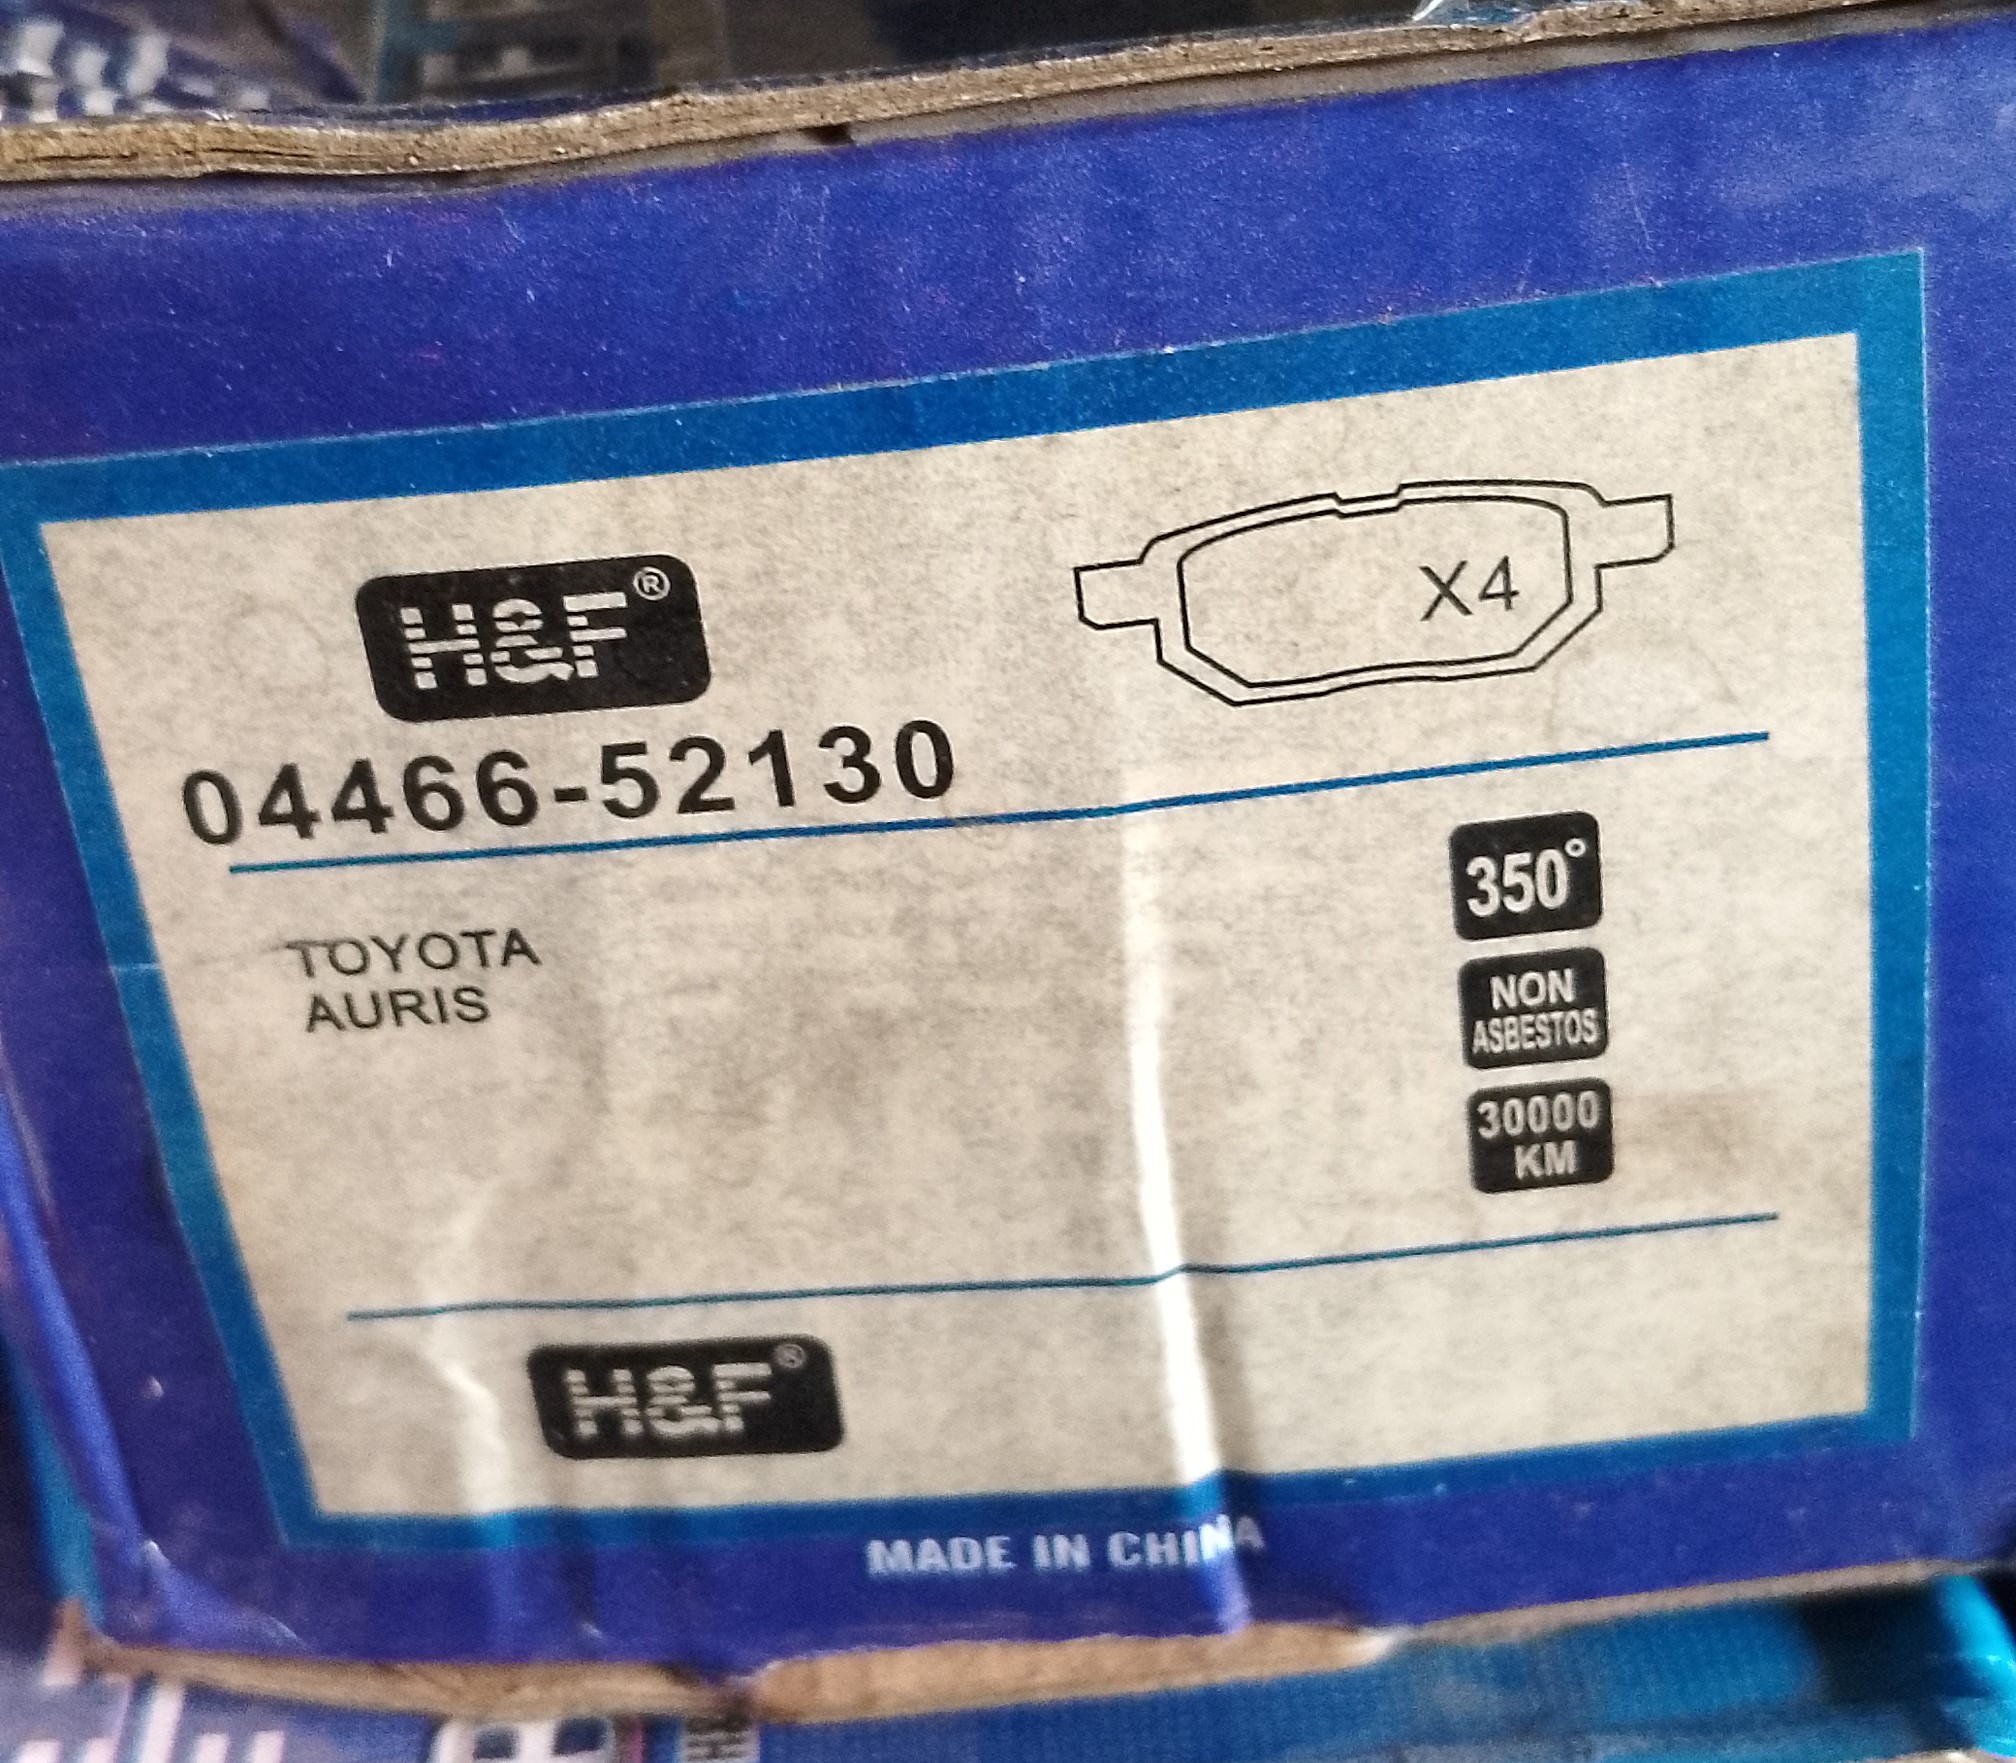 H&F®
X4
04466-52130
TOYOTA
AURIS
350°
NON
ASBESTOS
30000
KM
H&F®
MADE IN CHINA